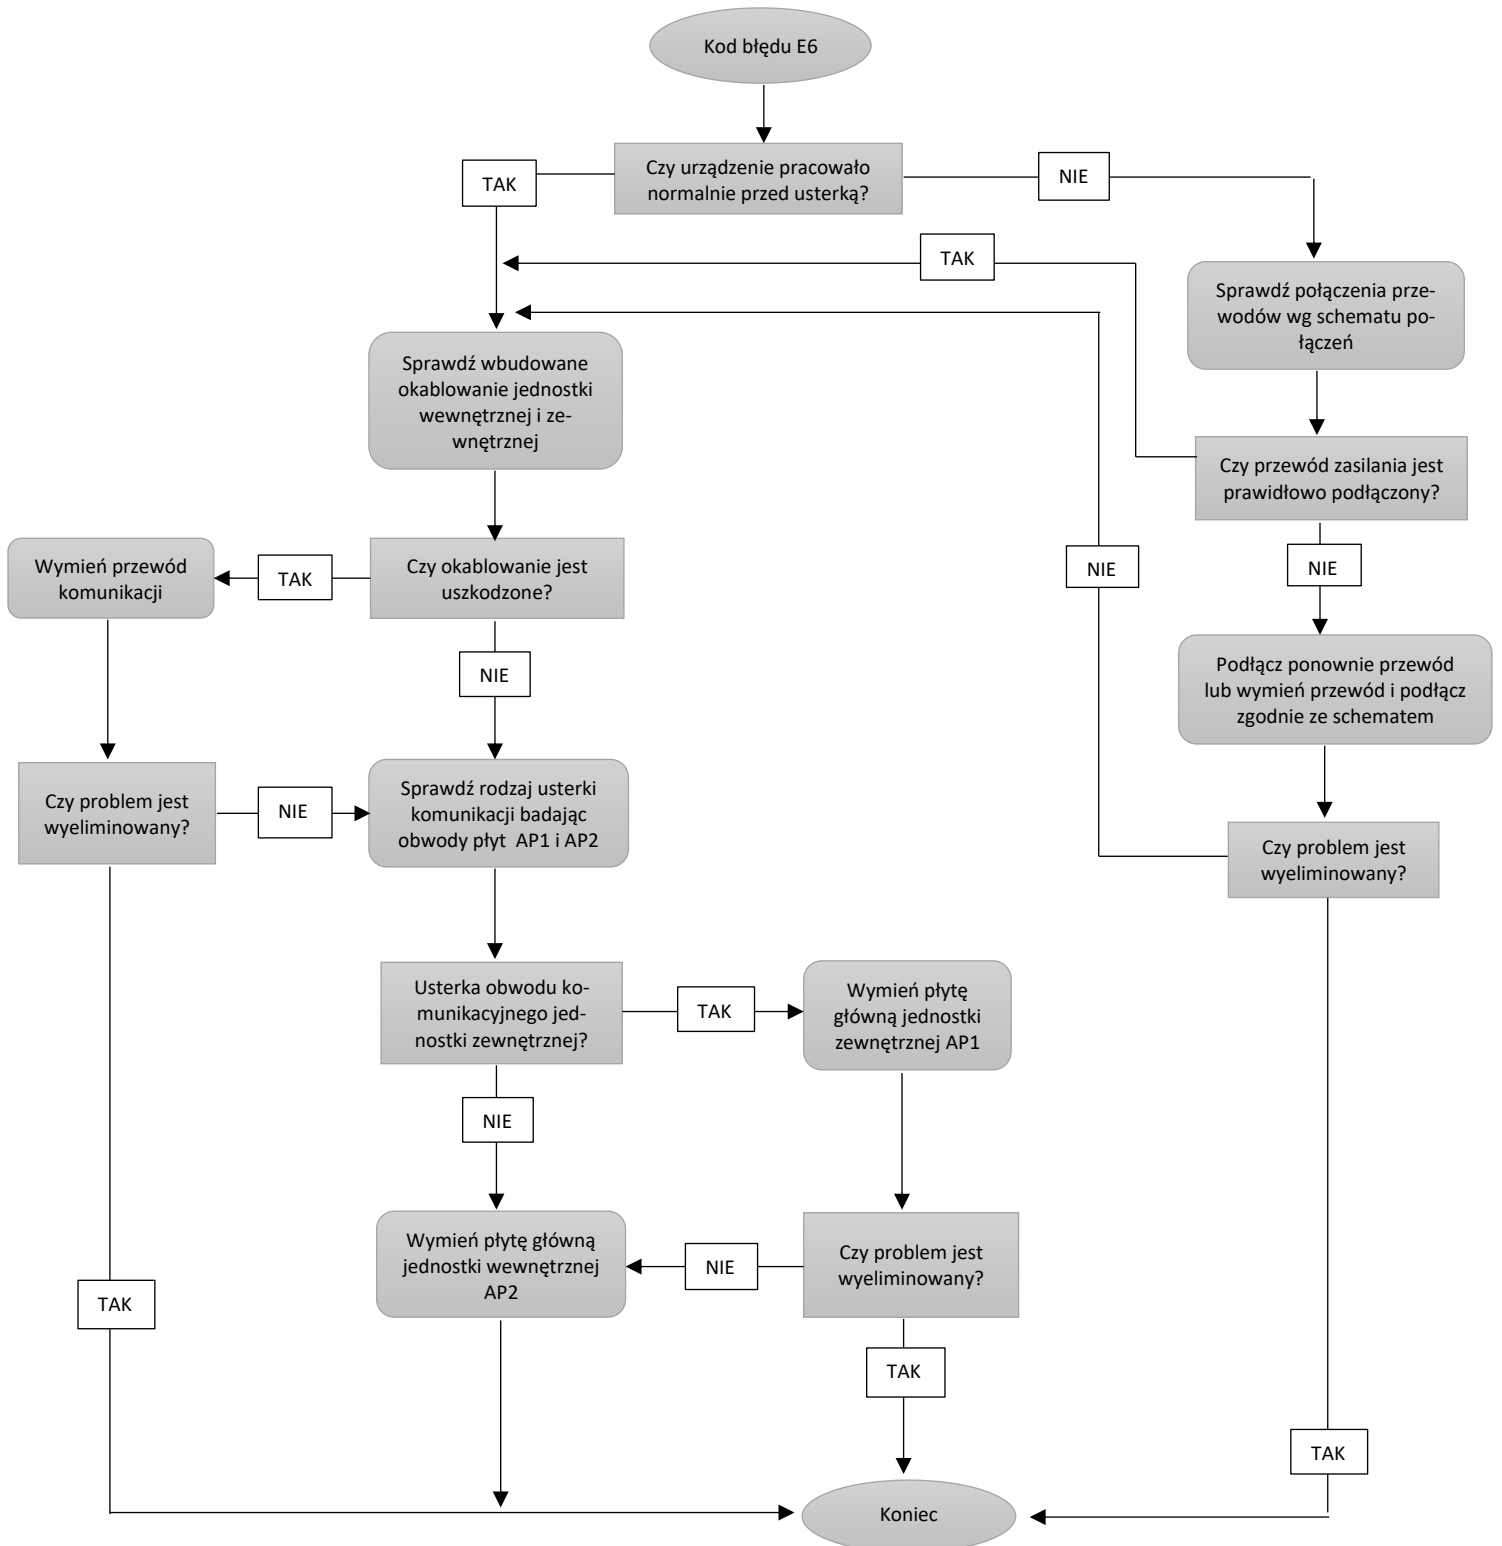 Kod błędu E6
Czy urządzenie pracowało
normalnie przed usterką?
TAK
NIE
TAK
Sprawdź połączenia prze-
wodów wg schematu po-
łączeń
Sprawdź wbudowane
okablowanie jednostki
wewnętrznej i ze-
wnętrznej
Czy przewód zasilania jest
prawidłowo podłączony?
Wymień przewód
komunikacji
TAK
Czy okablowanie jest
uszkodzone?
NIE
NIE
NIE
Podłącz ponownie przewód
lub wymień przewód i podłącz
zgodnie ze schematem
Czy problem jest
wyeliminowany?
NIE
Sprawdź rodzaj usterki
komunikacji badając
obwody płyt  AP1 i AP2
Czy problem jest
wyeliminowany?
Usterka obwodu ko-
munikacyjnego jed-
nostki zewnętrznej?
TAK
Wymień płytę
główną jednostki
zewnętrznej AP1
NIE
Wymień płytę główną
jednostki wewnętrznej
AP2
NIE
Czy problem jest
wyeliminowany?
TAK
TAK
TAK
Koniec